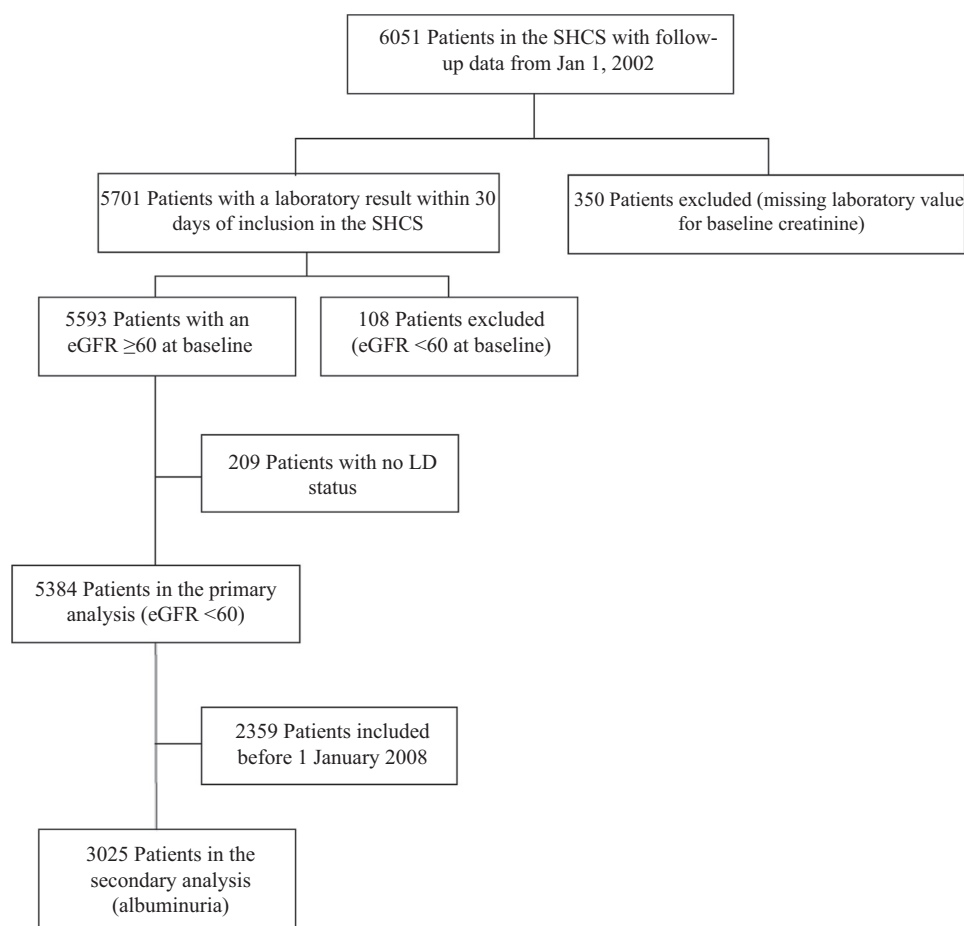 6051 Patients in the SHCS with follow-
up data from Jan 1, 2002
5701 Patients with a laboratory result within 30
days of inclusion in the SHCS
350 Patients excluded (missing laboratory value
for baseline creatinine)
5593 Patients with an
eGFR ≥60 at baseline
108 Patients excluded
(eGFR <60 at baseline)
209 Patients with no LD
status
5384 Patients in the primary
analysis (eGFR <60)
2359 Patients included
before 1 January 2008
3025 Patients in the
secondary analysis
(albuminuria)